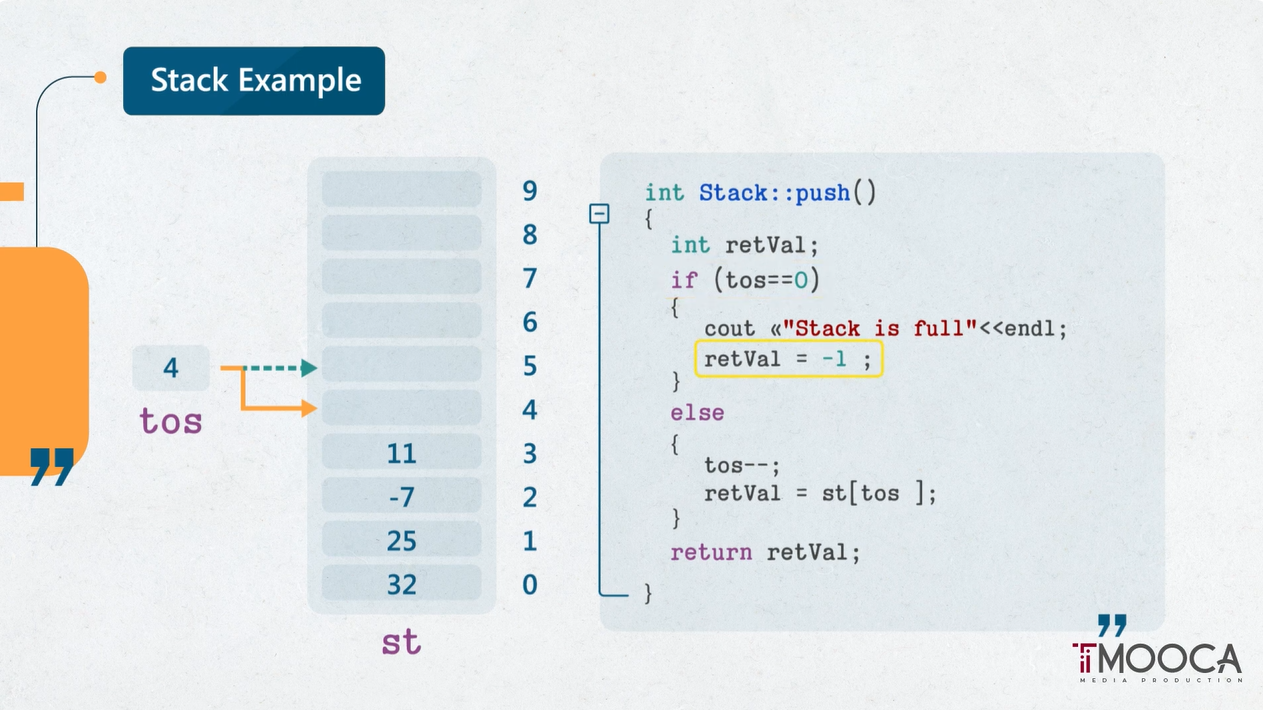 Stack Example
9
8
7
6
5
4
11 3
-7 2
25 1
32 0
4
tos
st
int Stack::push()
{
int retVal;
if (tos==0)
{
cout «"Stack is full"<<endl;
retVal = -1 ;
}
else
{
tos--;
retVal = st[tos ];
}
return retVal;
}
”
”
TiMOOCA
MEDIA PRODUCTION